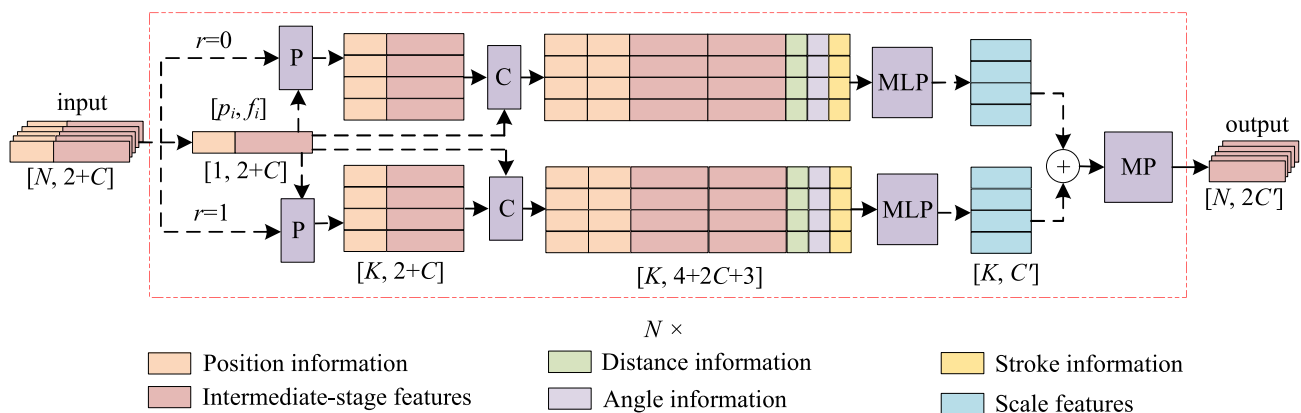 r=0
P
C
MLP
input
[pᵢ, fᵢ]
output
[N, 2+C]
[1, 2+C]
+
MP
[N, 2C′]
r=1
P
C
MLP
[K, 2+C]
[K, 4+2C+3]
[K, C′]
N ×
Position information
Distance information
Stroke information
Intermediate-stage features
Angle information
Scale features